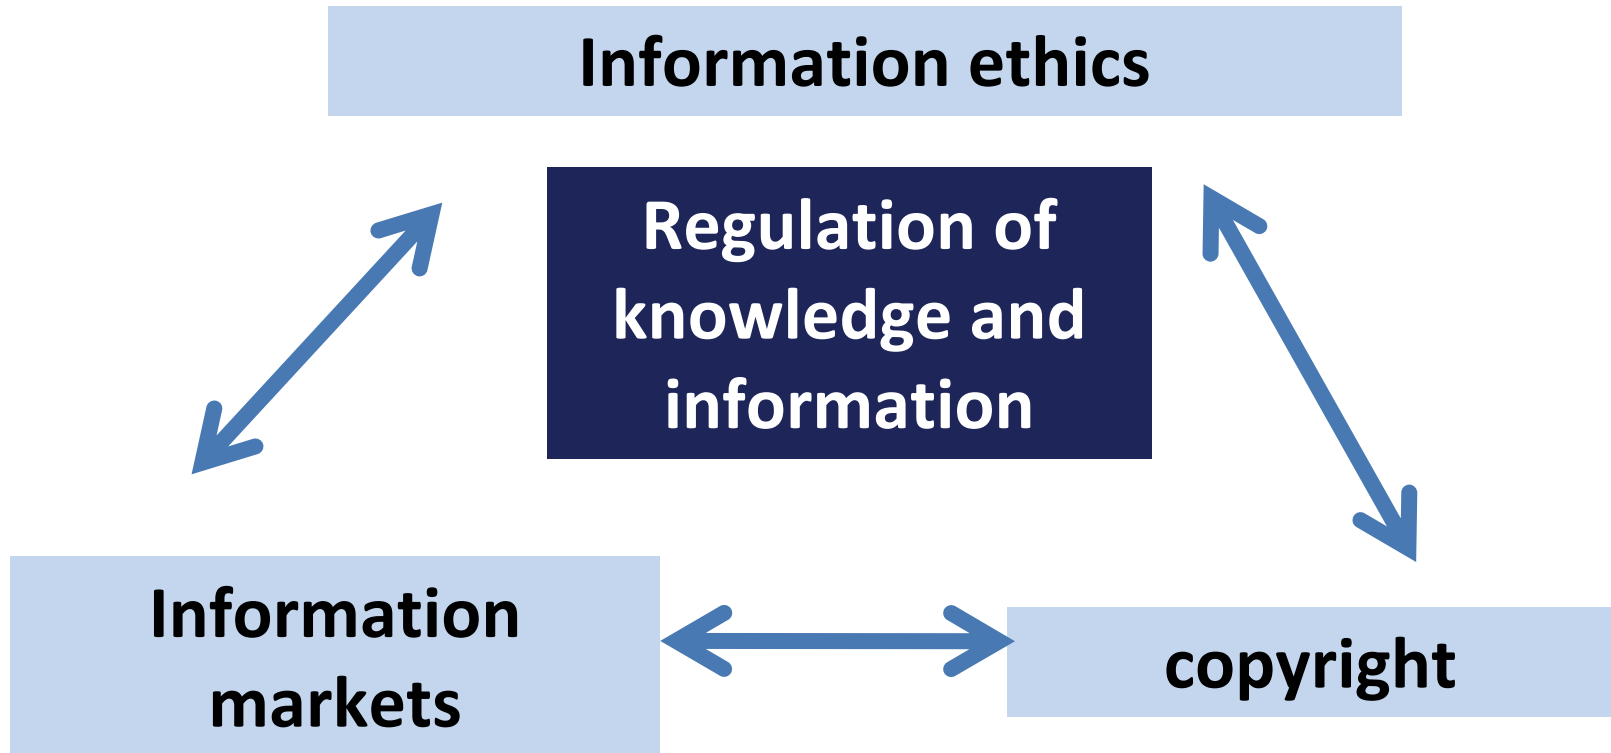 Information ethics
Regulation of
knowledge and
information
Information
markets
copyright